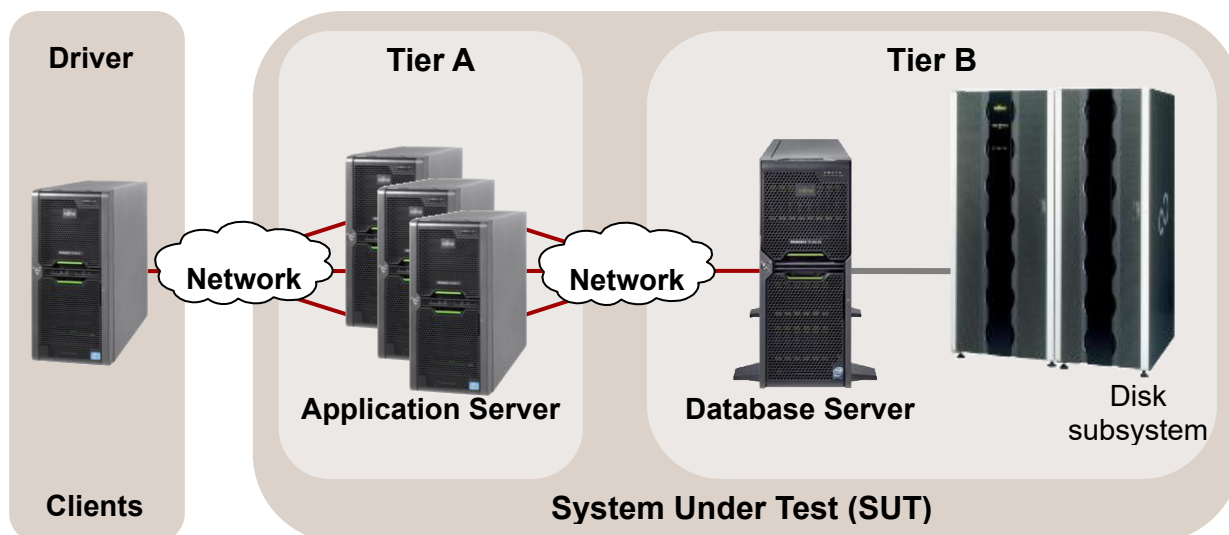 Driver
Tier A
Tier B
Network
Network
Application Server
Database Server
Disk
subsystem
Clients
System Under Test (SUT)